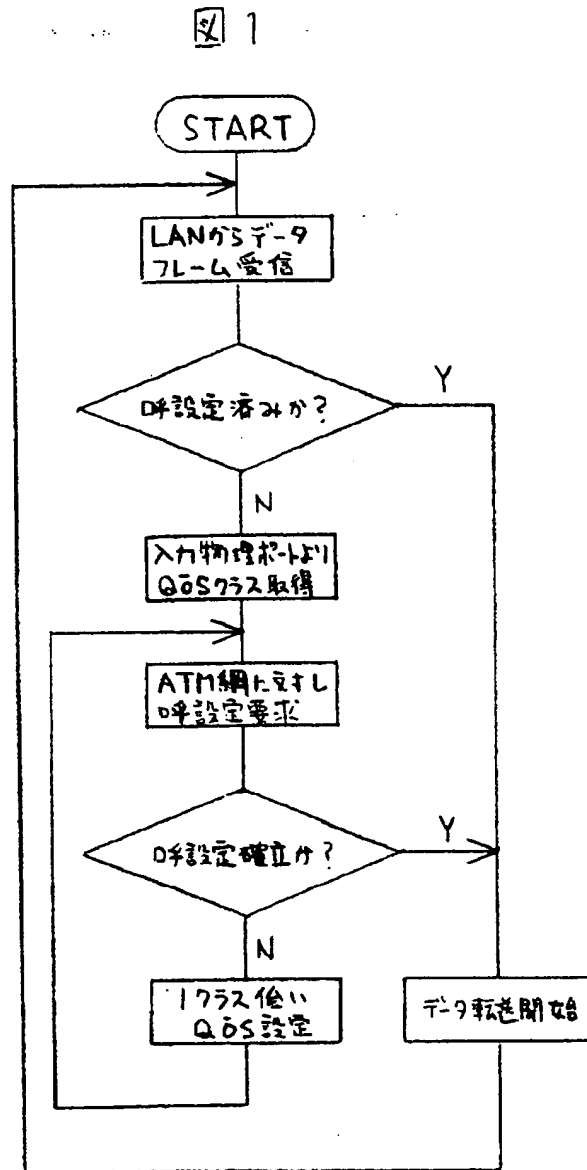 図1
START
LANからデータ
フレーム受信
呼設定済みか?
Y
N
入力物理ポートより
QoSクラス取得
ATM網に対し
呼設定要求
呼設定確立か?
Y
N
1クラス低い
QoS設定
データ転送開始